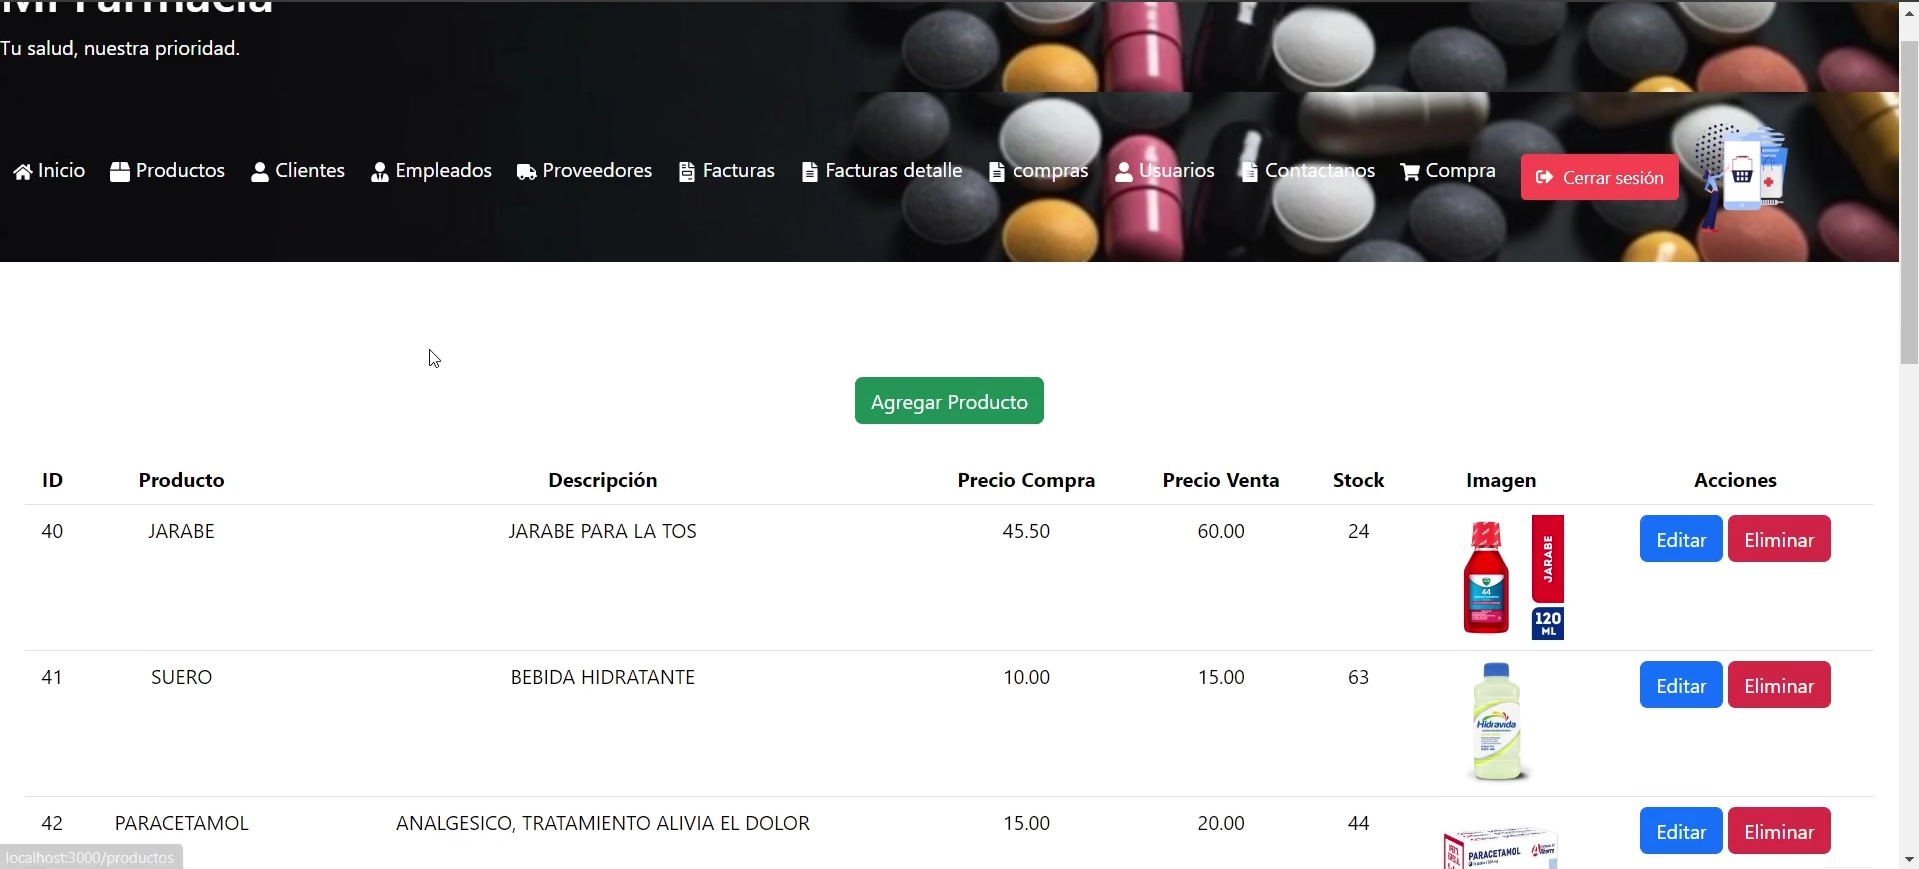 Mi Farmacia
Tu salud, nuestra prioridad.
Inicio Productos Clientes Empleados Proveedores Facturas Facturas detalle compras Usuarios Contactanos Compra Cerrar sesión
Agregar Producto
ID Producto Descripción Precio Compra Precio Venta Stock Imagen Acciones
40 JARABE JARABE PARA LA TOS 45.50 60.00 24 Editar Eliminar
JARABE
44
120
ML
41 SUERO BEBIDA HIDRATANTE 10.00 15.00 63 Editar Eliminar
Hidravida
42 PARACETAMOL ANALGESICO, TRATAMIENTO ALIVIA EL DOLOR 15.00 20.00 44 Editar Eliminar
PARACETAMOL
localhost:3000/productos